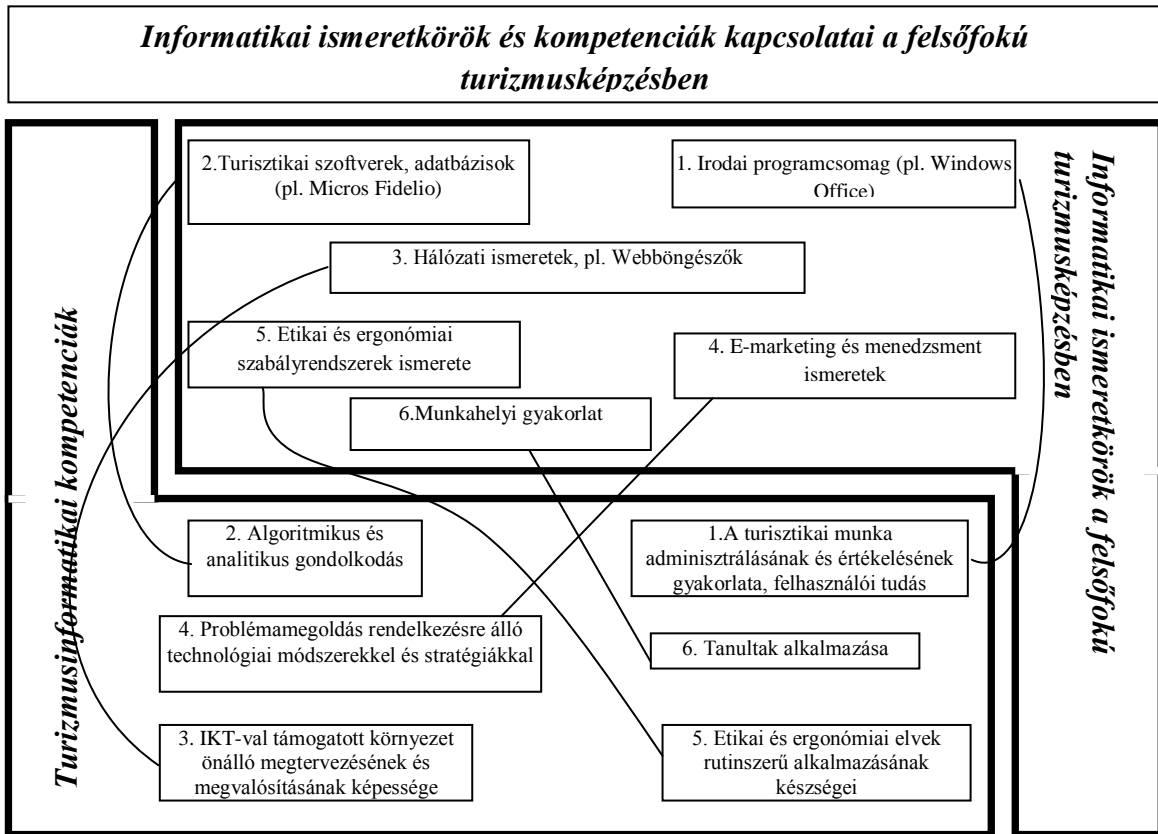 Informatikai ismeretkörök és kompetenciák kapcsolatai a felsőfokú
turizmusképzésben
2.Turisztikai szoftverek, adatbázisok
(pl. Micros Fidelio)
1. Irodai programcsomag (pl. Windows
Office)
3. Hálózati ismeretek, pl. Webböngészők
5. Etikai és ergonómiai
szabályrendszerek ismerete
4. E-marketing és menedzsment
ismeretek
6.Munkahelyi gyakorlat
Informatikai ismeretkörök a felsőfokú
turizmusképzésben
Turizmusinformatikai kompetenciák
2. Algoritmikus és
analitikus gondolkodás
1.A turisztikai munka
adminisztrálásának és értékelésének
gyakorlata, felhasználói tudás
4. Problémamegoldás rendelkezésre álló
technológiai módszerekkel és stratégiákkal
6. Tanultak alkalmazása
3. IKT-val támogatott környezet
önálló megtervezésének és
megvalósításának képessége
5. Etikai és ergonómiai elvek
rutinszerű alkalmazásának
készségei